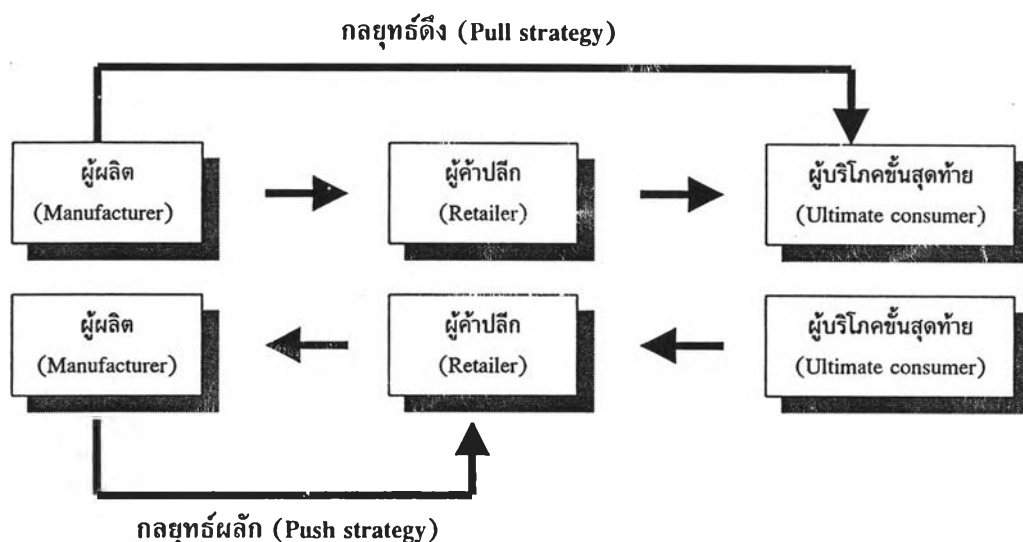 กลยุทธ์ดึง (Pull strategy)
ผู้ผลิต
(Manufacturer)
ผู้ค้าปลีก
(Retailer)
ผู้บริโภคขั้นสุดท้าย
(Ultimate consumer)
ผู้ผลิต
(Manufacturer)
ผู้ค้าปลีก
(Retailer)
ผู้บริโภคขั้นสุดท้าย
(Ultimate consumer)
กลยุทธ์ผลัก (Push strategy)